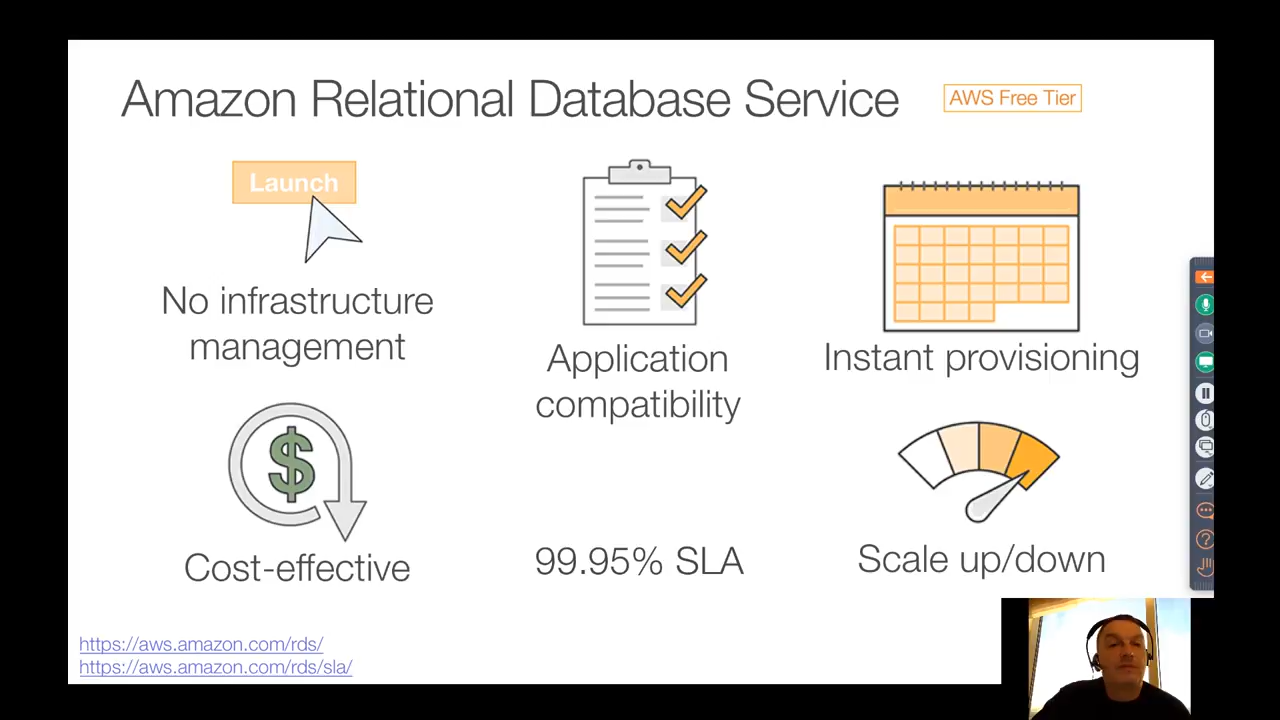 Amazon Relational Database Service
AWS Free Tier
Launch
No infrastructure
management
Application
compatibility
Instant provisioning
Cost-effective
99.95% SLA
Scale up/down
https://aws.amazon.com/rds/
https://aws.amazon.com/rds/sla/